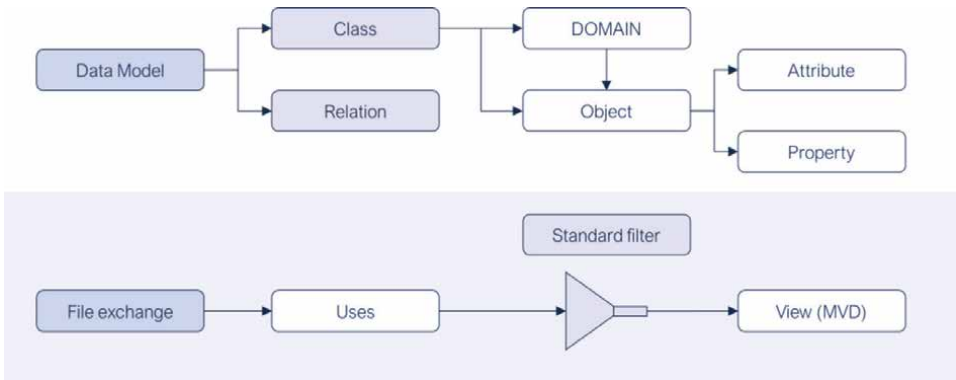 Class
DOMAIN
Data Model
Attribute
Relation
Object
Property
Standard filter
File exchange
Uses
View (MVD)